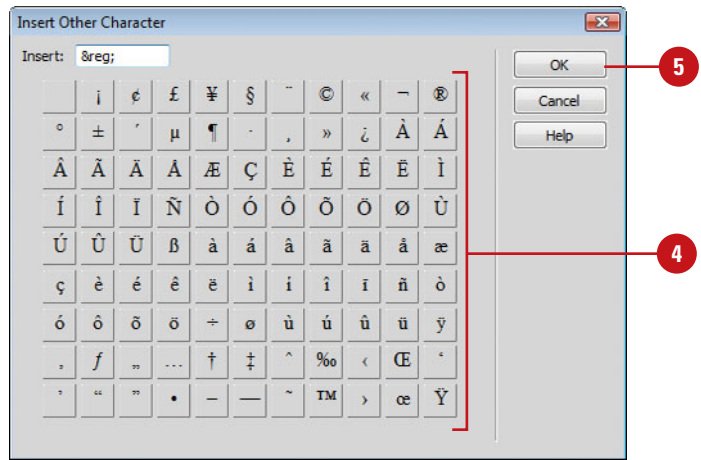 Insert Other Character
Insert: &reg;
OK
5
Cancel
Help
¡ ¢ £ ¥ § ¨ © « ¬ ®
° ± ´ µ ¶ · ¸ » ¿ À Á
Â Ã Ä Å Æ Ç È É Ê Ë Ì
Í Î Ï Ñ Ò Ó Ô Õ Ö Ø Ù
Ú Û Ü ß à á â ã ä å æ
4
ç è é ê ë ì í î ï ñ ò
ó ô õ ö ÷ ø ù ú û ü ÿ
‚ ƒ „ … † ‡ ˆ ‰ ‹ Œ ‘
’ “ ” • – — ˜ ™ › œ Ÿ